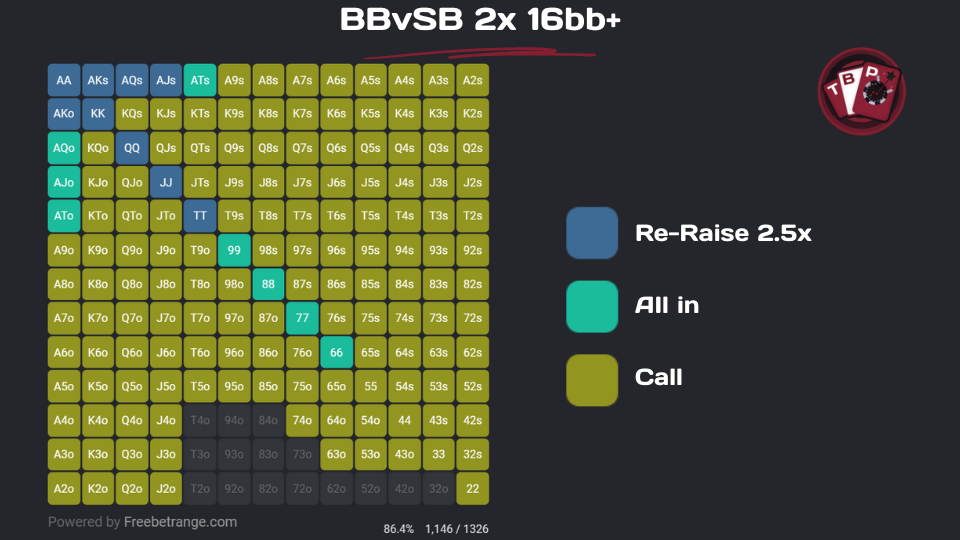 BBvSB 2x 16bb+
AA AKs AQs AJs ATs A9s A8s A7s A6s A5s A4s A3s A2s
AKo KK KQs KJs KTs K9s K8s K7s K6s K5s K4s K3s K2s
AQo KQo QQ QJs QTs Q9s Q8s Q7s Q6s Q5s Q4s Q3s Q2s
AJo KJo QJo JJ JTs J9s J8s J7s J6s J5s J4s J3s J2s
ATo KTo QTo JTo TT T9s T8s T7s T6s T5s T4s T3s T2s
A9o K9o Q9o J9o T9o 99 98s 97s 96s 95s 94s 93s 92s
A8o K8o Q8o J8o T8o 98o 88 87s 86s 85s 84s 83s 82s
A7o K7o Q7o J7o T7o 97o 87o 77 76s 75s 74s 73s 72s
A6o K6o Q6o J6o T6o 96o 86o 76o 66 65s 64s 63s 62s
A5o K5o Q5o J5o T5o 95o 85o 75o 65o 55 54s 53s 52s
A4o K4o Q4o J4o T4o 94o 84o 74o 64o 54o 44 43s 42s
A3o K3o Q3o J3o T3o 93o 83o 73o 63o 53o 43o 33 32s
A2o K2o Q2o J2o T2o 92o 82o 72o 62o 52o 42o 32o 22
Powered by Freebetrange.com
86.4% 1,146 / 1326
TBP
Re-Raise 2.5x
All in
Call